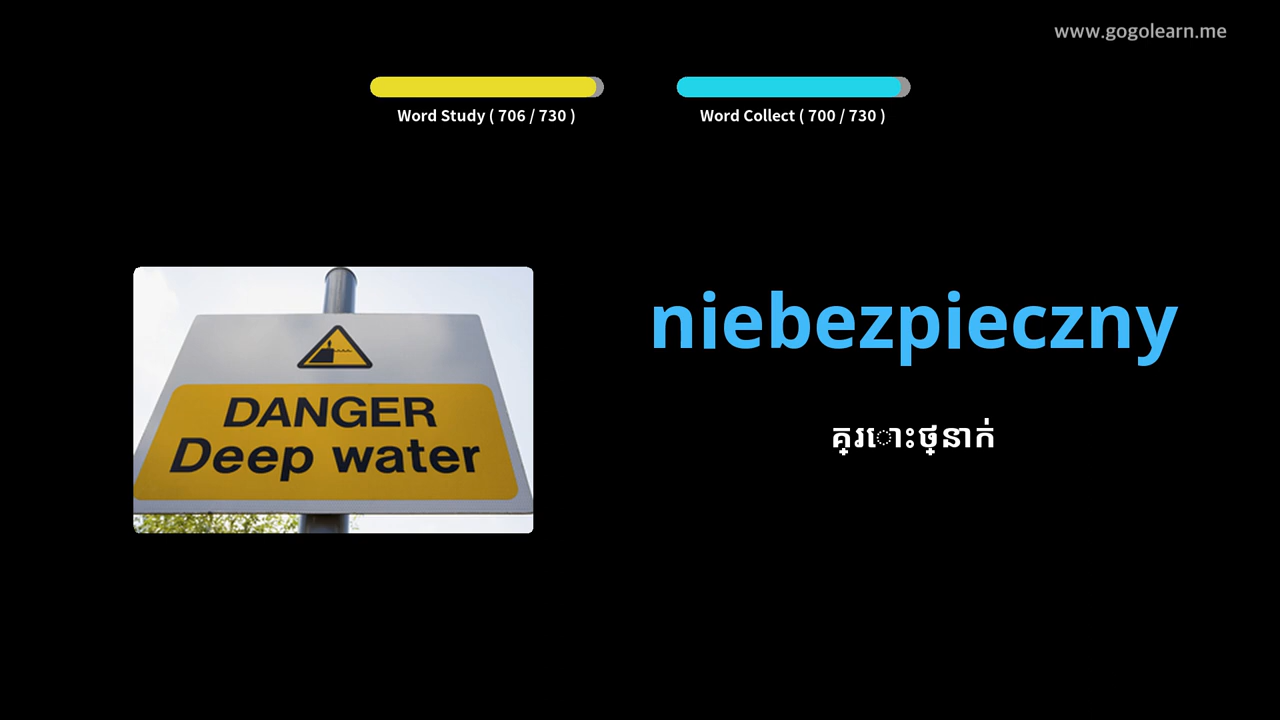 www.gogolearn.me
Word Study ( 706 / 730 )
Word Collect ( 700 / 730 )
DANGER
Deep water
niebezpieczny
គ្រោះថ្នាក់